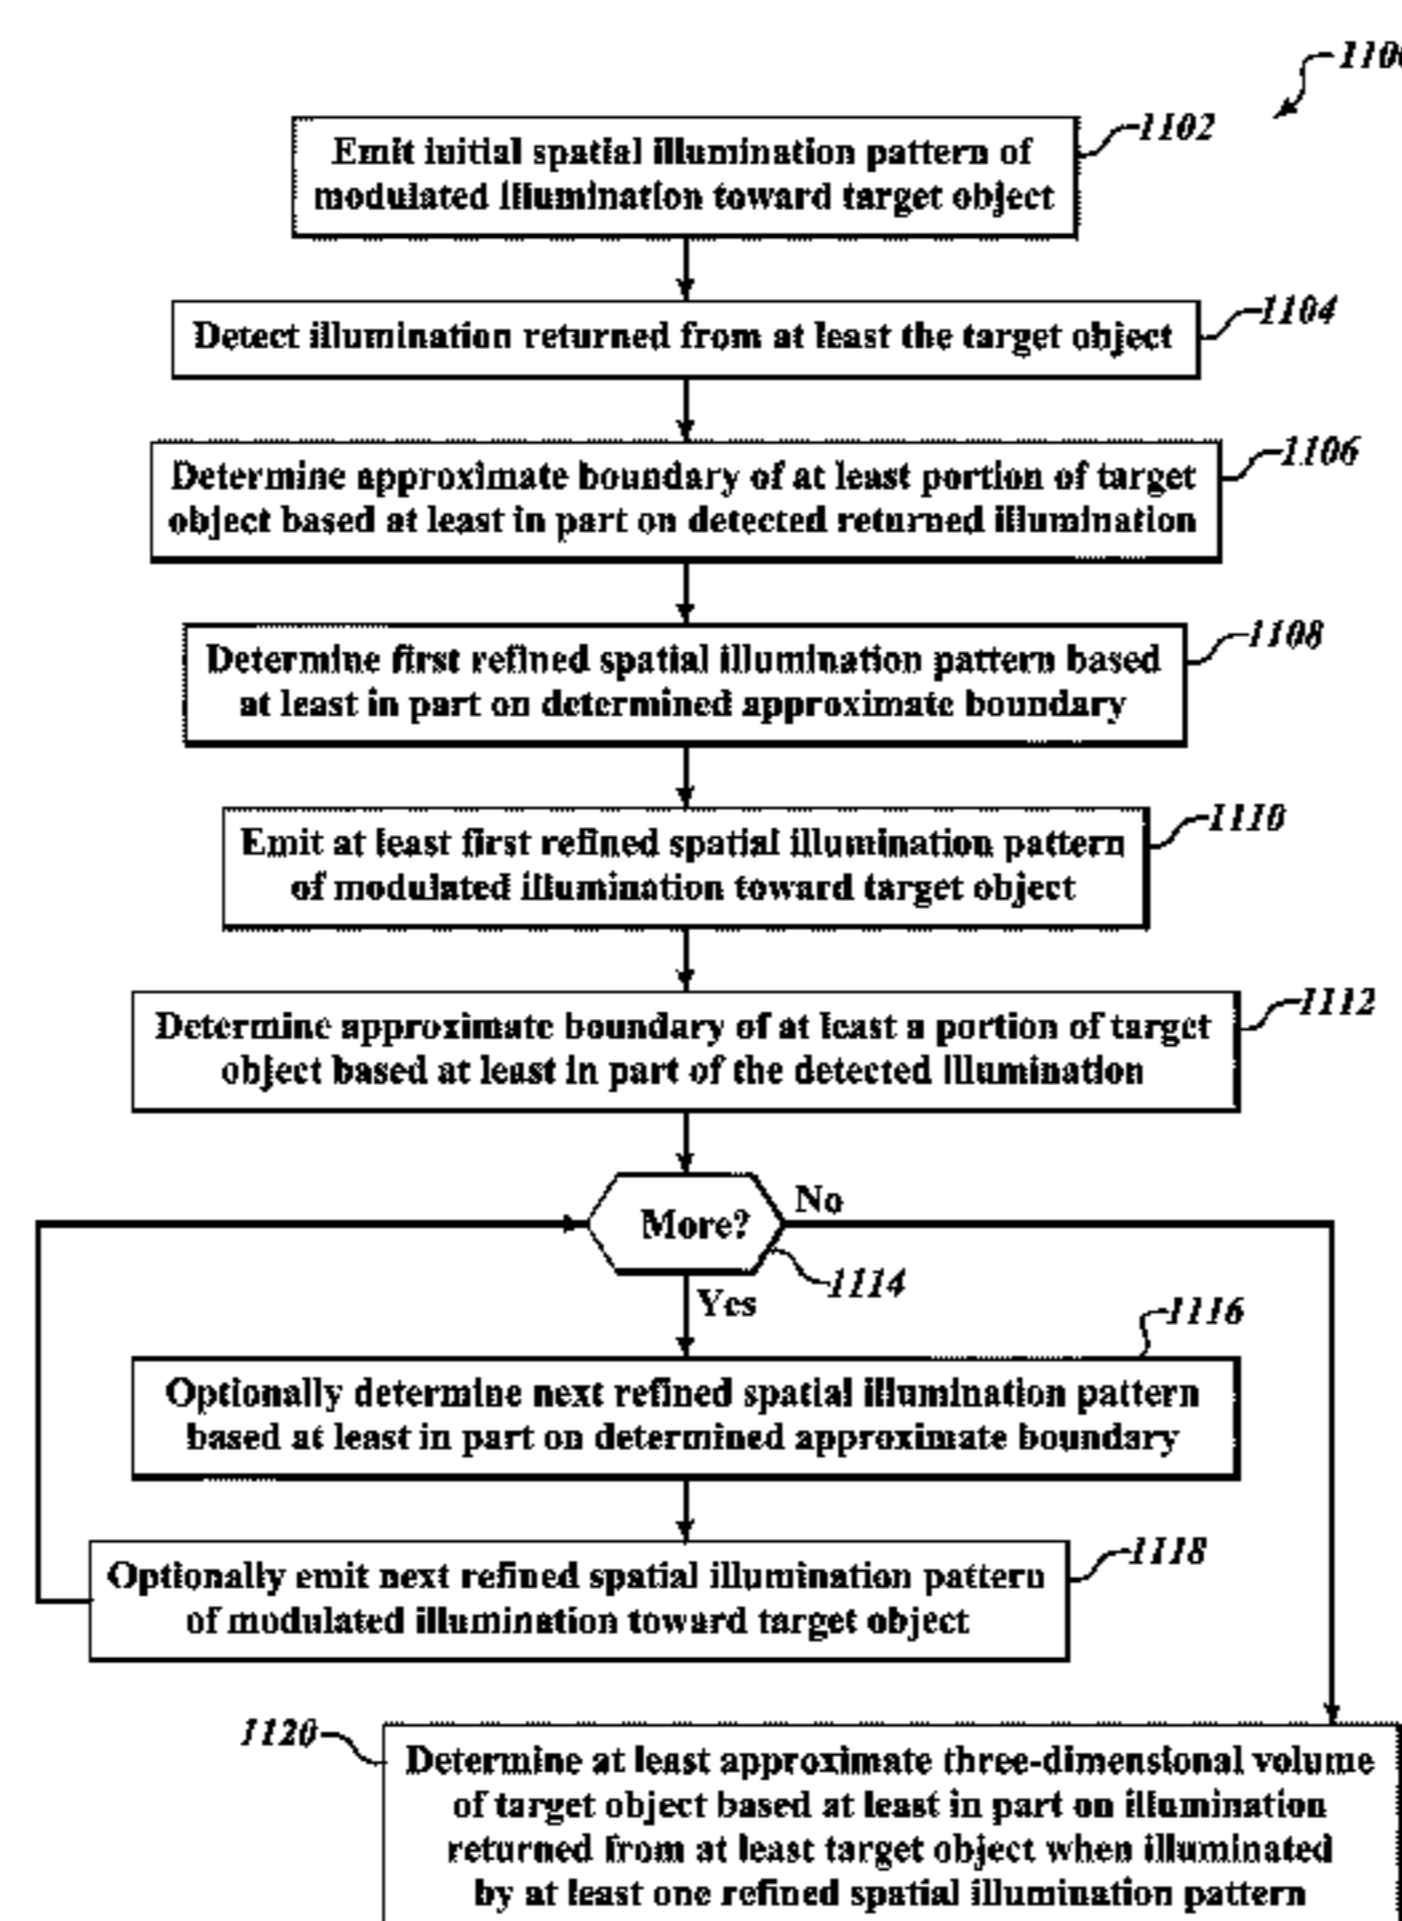 1100
1102
Emit initial spatial illumination pattern of
modulated illumination toward target object
1104
Detect illumination returned from at least the target object
1106
Determine approximate boundary of at least portion of target
object based at least in part on detected returned illumination
1108
Determine first refined spatial illumination pattern based
at least in part on determined approximate boundary
1110
Emit at least first refined spatial illumination pattern
of modulated illumination toward target object
1112
Determine approximate boundary of at least a portion of target
object based at least in part of the detected illumination
More?
No
1114
Yes
1116
Optionally determine next refined spatial illumination pattern
based at least in part on determined approximate boundary
1118
Optionally emit next refined spatial illumination pattern
of modulated illumination toward target object
1120
Determine at least approximate three-dimensional volume
of target object based at least in part on illumination
returned from at least target object when illuminated
by at least one refined spatial illumination pattern